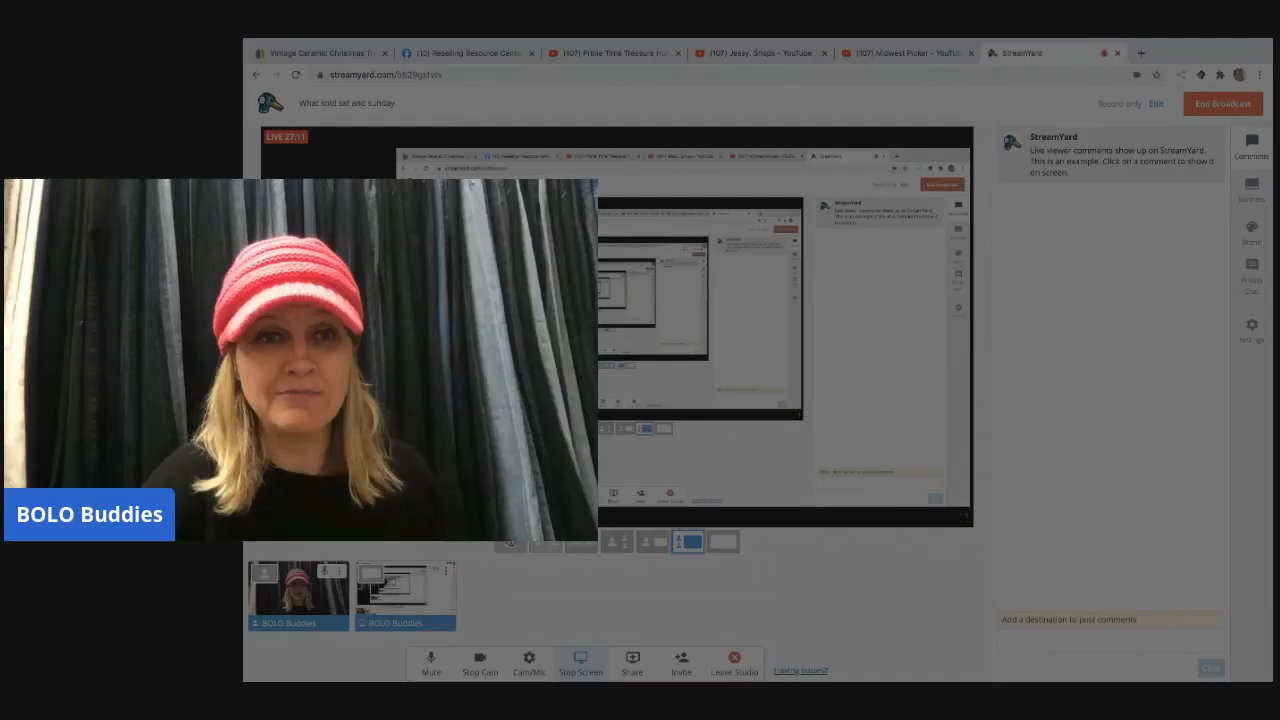 Vintage Ceramic Christmas Tr
(10) Reselling Resource Center
(107) Prime Time Treasure Hu
(107) Jessy. Shops - YouTube
(107) Midwest Picker - YouTub
StreamYard
streamyard.com/b529gxtvtv
What sold sat and sunday
Record only
Edit
End Broadcast
LIVE 27:11
StreamYard
Live viewer comments show up on StreamYard.
This is an example. Click on a comment to show it
on screen.
Comments
Banners
Brand
Private
Chat
Settings
BOLO Buddies
BOLO Buddies
BOLO Buddies
Add a destination to post comments
Chat
Mute
Stop Cam
Cam/Mic
Stop Screen
Share
Invite
Leave Studio
Having issues?